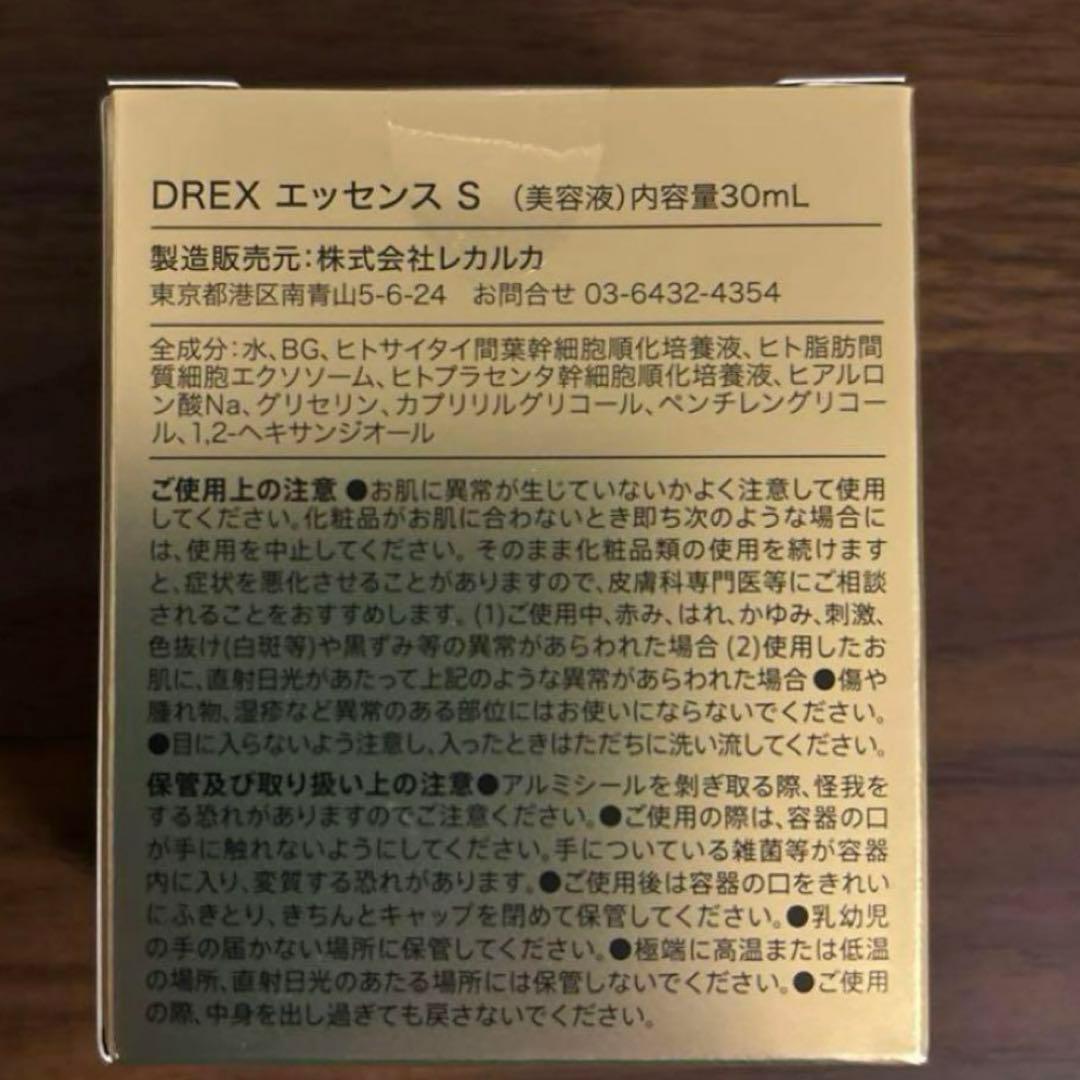 DREX エッセンス S （美容液）内容量30mL
製造販売元：株式会社レカルカ
東京都港区南青山5-6-24　お問合せ 03-6432-4354
全成分：水、BG、ヒトサイタイ間葉幹細胞順化培養液、ヒト脂肪間
質細胞エクソソーム、ヒトプラセンタ幹細胞順化培養液、ヒアルロ
ン酸Na、グリセリン、カプリリルグリコール、ペンチレングリコー
ル、1,2-ヘキサンジオール
ご使用上の注意 ●お肌に異常が生じていないかよく注意して使用
してください。化粧品がお肌に合わないとき即ち次のような場合に
は、使用を中止してください。そのまま化粧品類の使用を続けます
と、症状を悪化させることがありますので、皮膚科専門医等にご相談
されることをおすすめします。(1)ご使用中、赤み、はれ、かゆみ、刺激、
色抜け(白斑等)や黒ずみ等の異常があらわれた場合 (2)使用したお
肌に、直射日光があたって上記のような異常があらわれた場合 ●傷や
腫れ物、湿疹など異常のある部位にはお使いにならないでください。
●目に入らないよう注意し、入ったときはただちに洗い流してください。
保管及び取り扱い上の注意●アルミシールを剝ぎ取る際、怪我を
する恐れがありますのでご注意ください。●ご使用の際は、容器の口
が手に触れないようにしてください。手についている雑菌等が容器
内に入り、変質する恐れがあります。●ご使用後は容器の口をきれい
にふきとり、きちんとキャップを閉めて保管してください。●乳幼児
の手の届かない場所に保管してください。●極端に高温または低温
の場所、直射日光のあたる場所には保管しないでください。●ご使用
の際、中身を出し過ぎても戻さないでください。